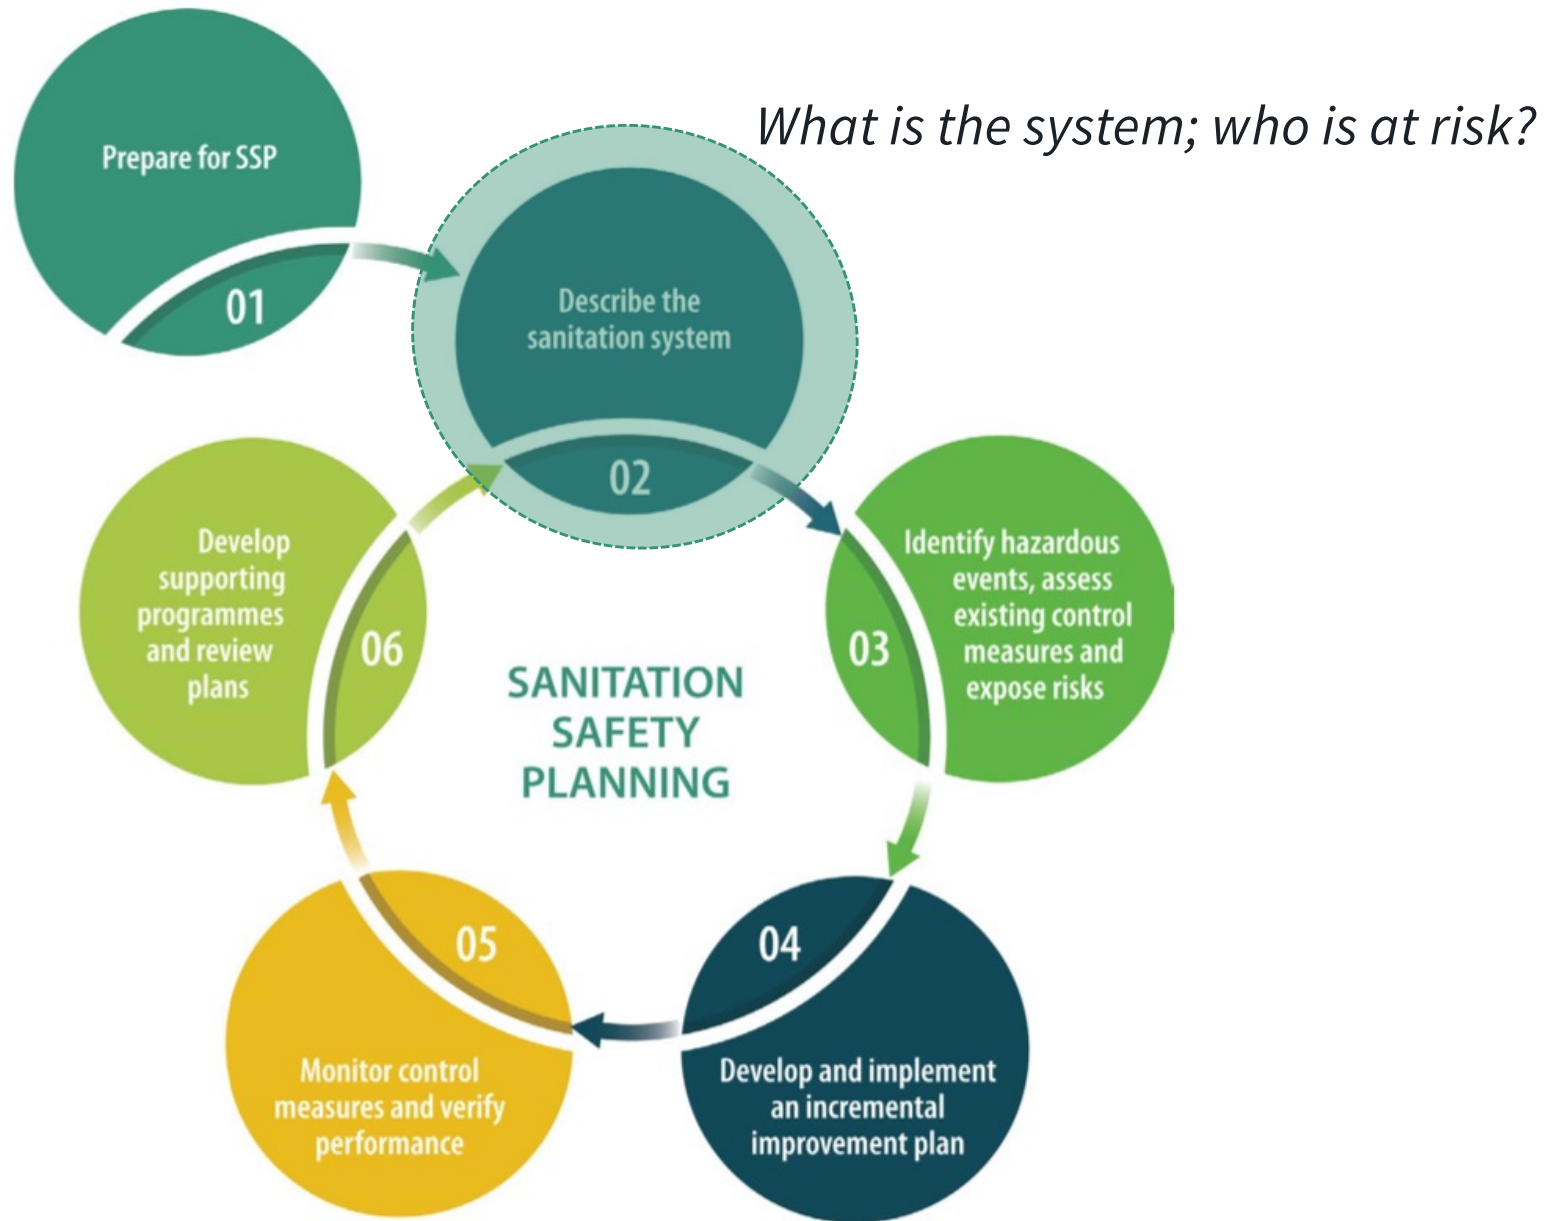 What is the system; who is at risk?
Prepare for SSP
01
Describe the
sanitation system
02
Identify hazardous
events, assess
existing control
measures and
expose risks
03
Develop and implement
an incremental
improvement plan
04
Monitor control
measures and verify
performance
05
Develop
supporting
programmes
and review
plans
06
SANITATION
SAFETY
PLANNING